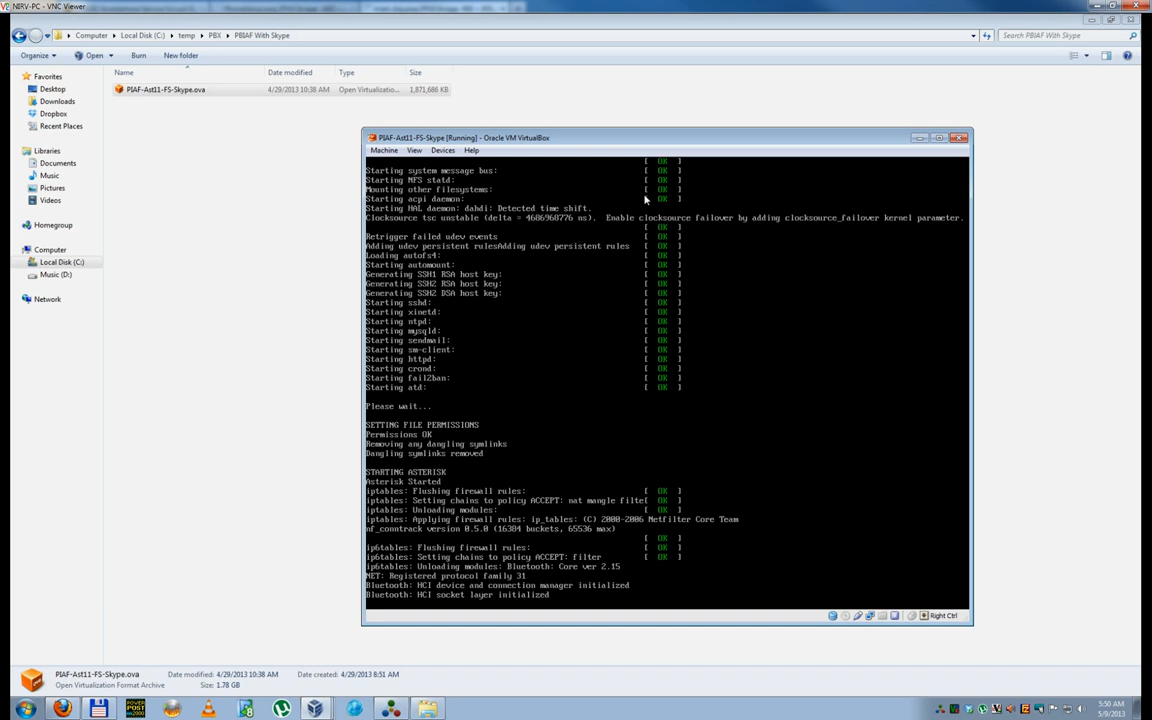 NIRV-PC - VNC Viewer
Computer Local Disk (C:) temp PBX PBIAF With Skype
Search PBIAF With Skype
Organize Open Burn New folder
Name Date modified Type Size
Favorites
Desktop
Downloads
Dropbox
Recent Places
Libraries
Documents
Music
Pictures
Videos
Homegroup
Computer
Local Disk (C:)
Music (D:)
Network
PIAF-Ast11-FS-Skype.ova 4/29/2013 10:38 AM Open Virtualizatio... 1,871,686 KB
PIAF-Ast11-FS-Skype [Running] - Oracle VM VirtualBox
Machine View Devices Help
[ OK ]
Starting system message bus: [ OK ]
Starting NFS statd: [ OK ]
Mounting other filesystems: [ OK ]
Starting acpi daemon: [ OK ]
Starting HAL daemon: dahdi: Detected time shift.
Clocksource tsc unstable (delta = 4686968776 ns). Enable clocksource failover by adding clocksource_failover kernel parameter.
[ OK ]
Retrigger failed udev events [ OK ]
Adding udev persistent rulesAdding udev persistent rules [ OK ]
Loading autofs4: [ OK ]
Starting automount: [ OK ]
Generating SSH1 RSA host key: [ OK ]
Generating SSH2 RSA host key: [ OK ]
Generating SSH2 DSA host key: [ OK ]
Starting sshd: [ OK ]
Starting xinetd: [ OK ]
Starting ntpd: [ OK ]
Starting mysqld: [ OK ]
Starting sendmail: [ OK ]
Starting sm-client: [ OK ]
Starting httpd: [ OK ]
Starting crond: [ OK ]
Starting fail2ban: [ OK ]
Starting atd: [ OK ]
Please wait...
SETTING FILE PERMISSIONS
Permissions OK
Removing any dangling symlinks
Dangling symlinks removed
STARTING ASTERISK
Asterisk Started
iptables: Flushing firewall rules: [ OK ]
iptables: Setting chains to policy ACCEPT: nat mangle filte[ OK ]
iptables: Unloading modules: [ OK ]
iptables: Applying firewall rules: ip_tables: (C) 2000-2006 Netfilter Core Team
nf_conntrack version 0.5.0 (16384 buckets, 65536 max)
[ OK ]
ip6tables: Flushing firewall rules: [ OK ]
ip6tables: Setting chains to policy ACCEPT: filter [ OK ]
ip6tables: Unloading modules: Bluetooth: Core ver 2.15
NET: Registered protocol family 31
Bluetooth: HCI device and connection manager initialized
Bluetooth: HCI socket layer initialized
Right Ctrl
PIAF-Ast11-FS-Skype.ova Date modified: 4/29/2013 10:38 AM Date created: 4/29/2013 8:51 AM
Open Virtualization Format Archive Size: 1.78 GB
5:50 AM
5/9/2013